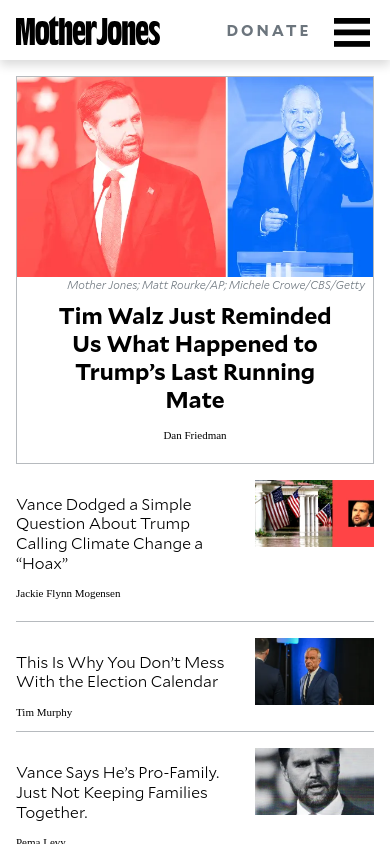 Mother Jones
DONATE
24
Mother Jones; Matt Rourke/AP; Michele Crowe/CBS/Getty
Tim Walz Just Reminded
Us What Happened to
Trump’s Last Running
Mate
Dan Friedman
Vance Dodged a Simple
Question About Trump
Calling Climate Change a
“Hoax”
Jackie Flynn Mogensen
This Is Why You Don’t Mess
With the Election Calendar
Tim Murphy
Vance Says He’s Pro-Family.
Just Not Keeping Families
Together.
Pema Levy